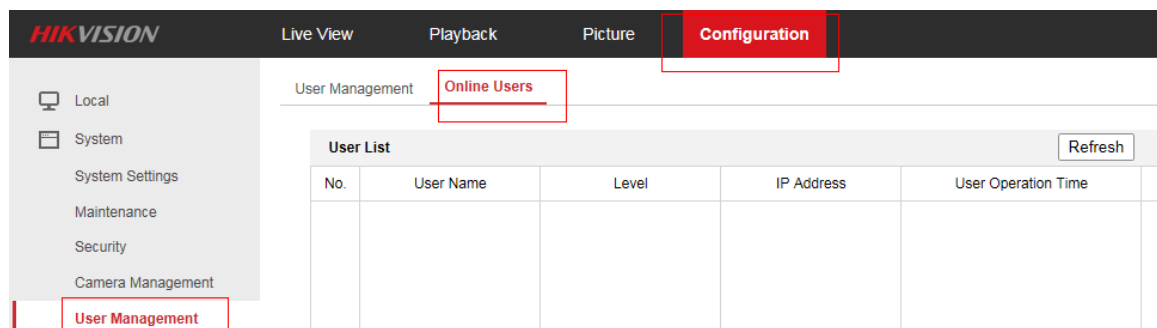 HIKVISION Live View Playback Picture Configuration
User Management Online Users
Local
System
System Settings
Maintenance
Security
Camera Management
User Management
User List Refresh
No. User Name Level IP Address User Operation Time